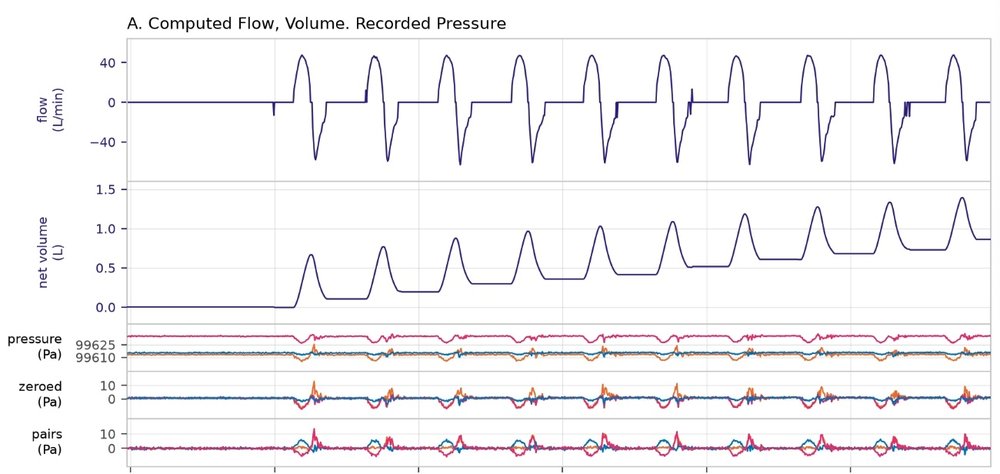 A. Computed Flow, Volume. Recorded Pressure
40
0
−40
flow
(L/min)
1.5
1.0
0.5
0.0
net volume
(L)
pressure
(Pa)
99625
99610
zeroed
(Pa)
10
0
pairs
(Pa)
10
0